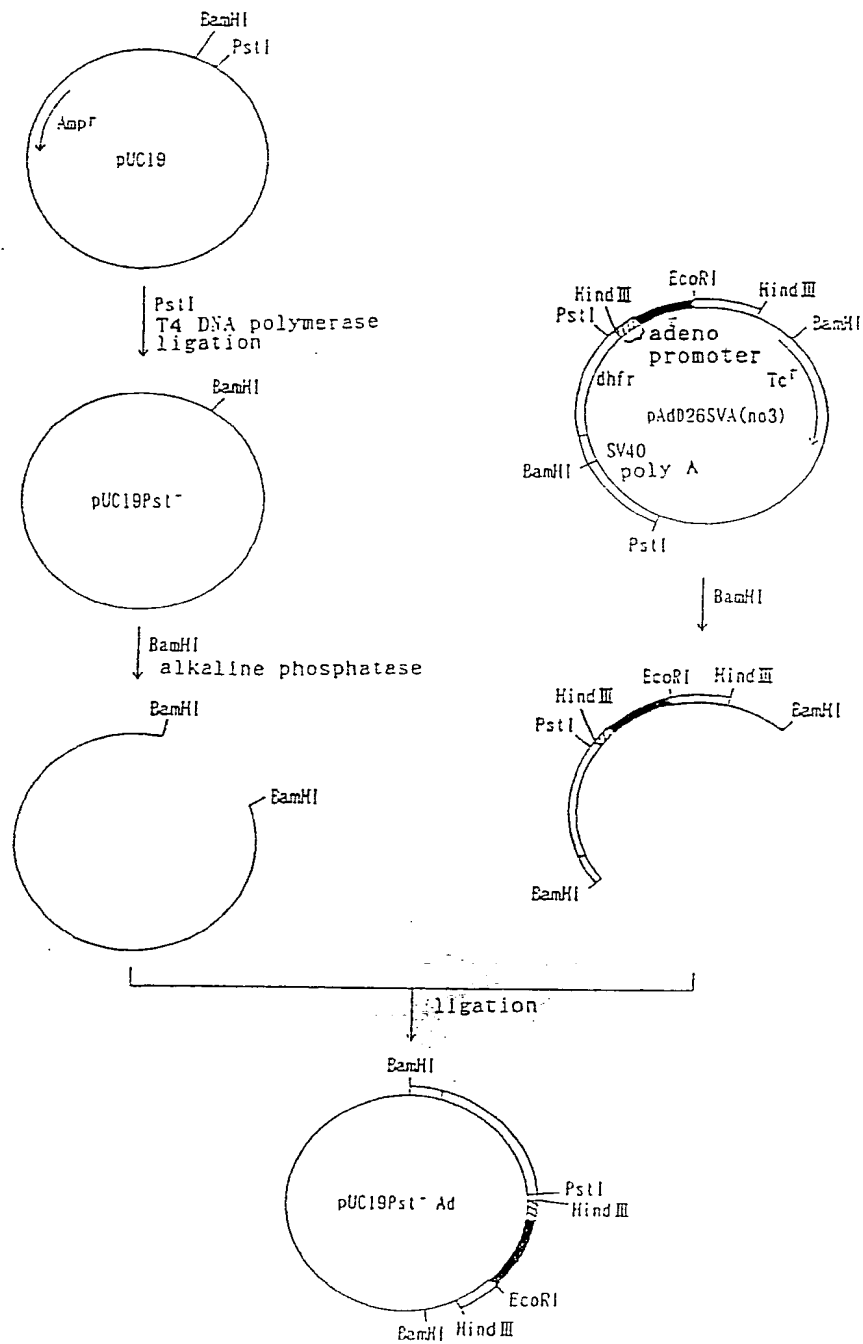 BamHI
PstI
Ampr
pUC19
PstI
T4 DNA polymerase
ligation
BamHI
pUC19Pst-
BamHI
alkaline phosphatase
BamHI
BamHI
EcoRI
HindIII
HindIII
PstI
BamHI
adeno
promoter
dhfr
Tcr
pAdD26SVA(no3)
SV40
poly A
BamHI
PstI
BamHI
EcoRI
HindIII
HindIII
PstI
BamHI
BamHI
ligation
BamHI
pUC19Pst- Ad
PstI
HindIII
EcoRI
HindIII
BamHI